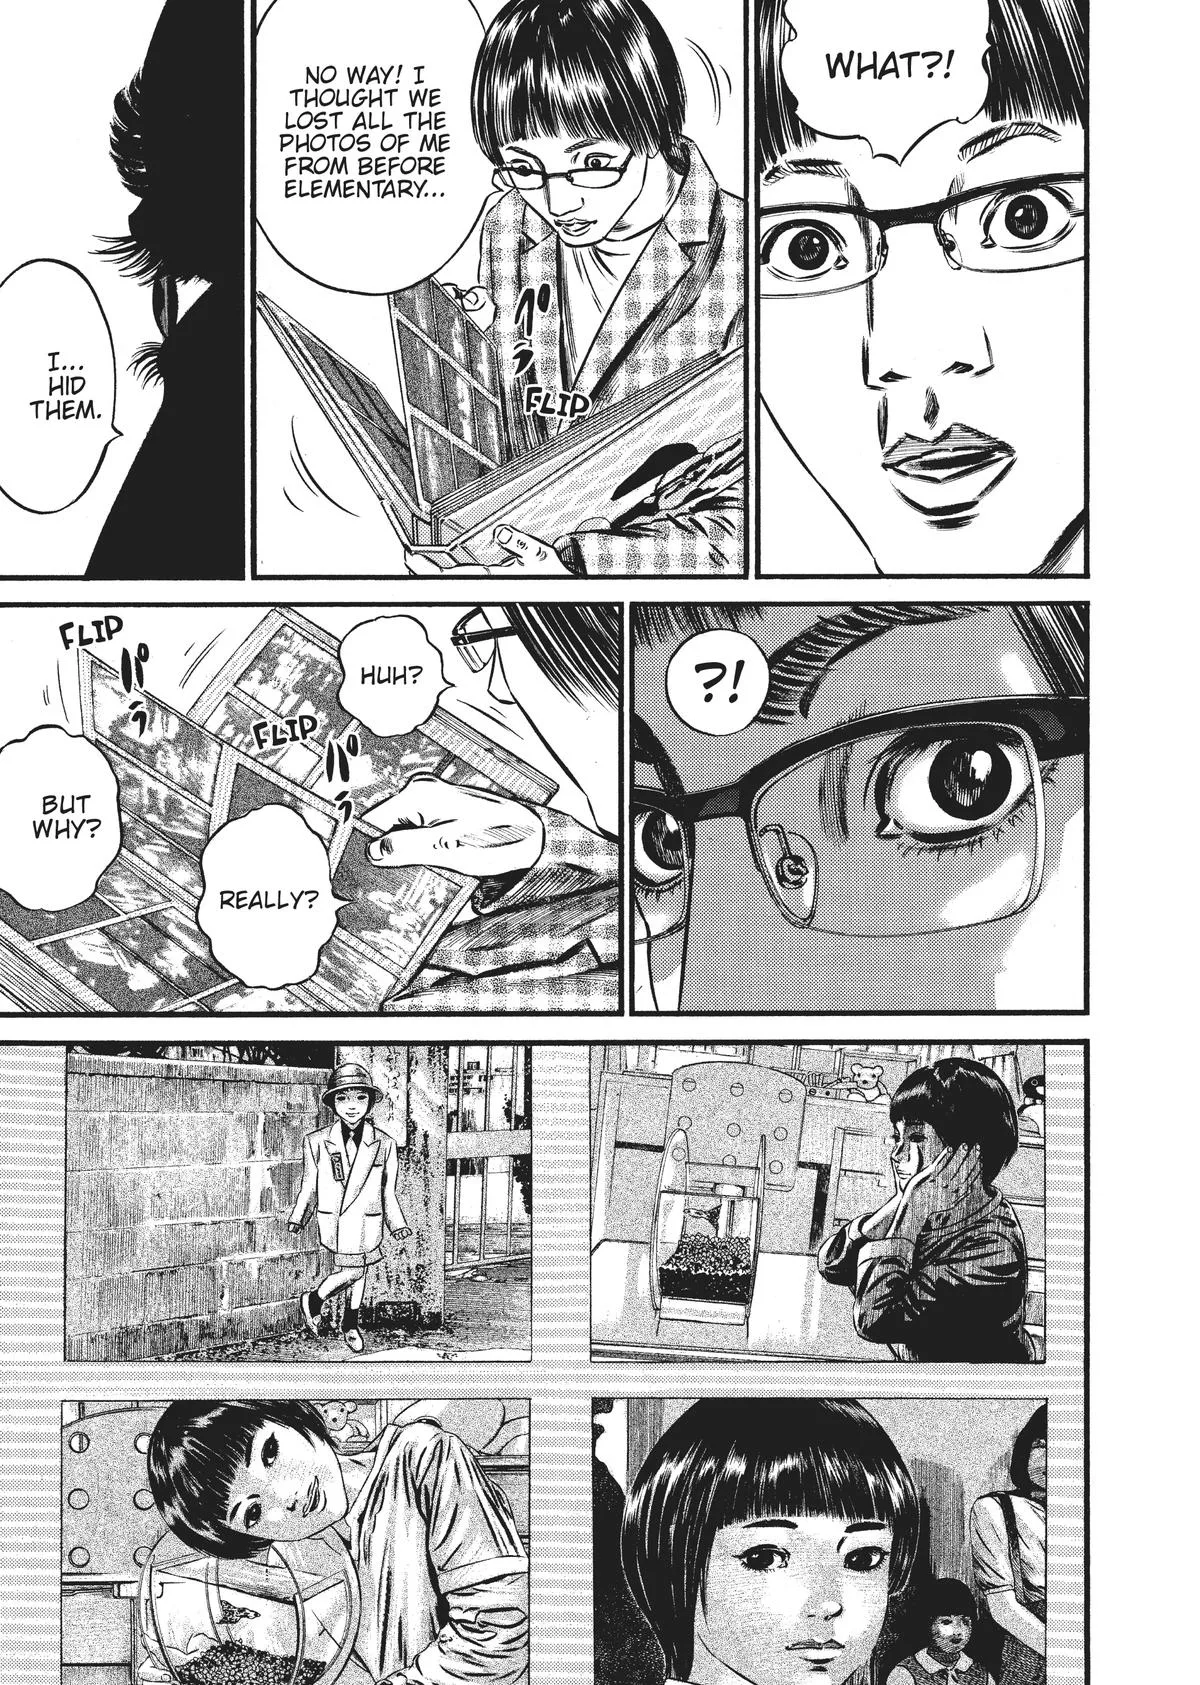 WHAT?!
NO WAY! I
THOUGHT WE
LOST ALL THE
PHOTOS OF ME
FROM BEFORE
ELEMENTARY...
パラ
FLIP
I...
HID
THEM.
?!
HUH?
パラ
FLIP
REALLY?
パラ
FLIP
BUT
WHY?